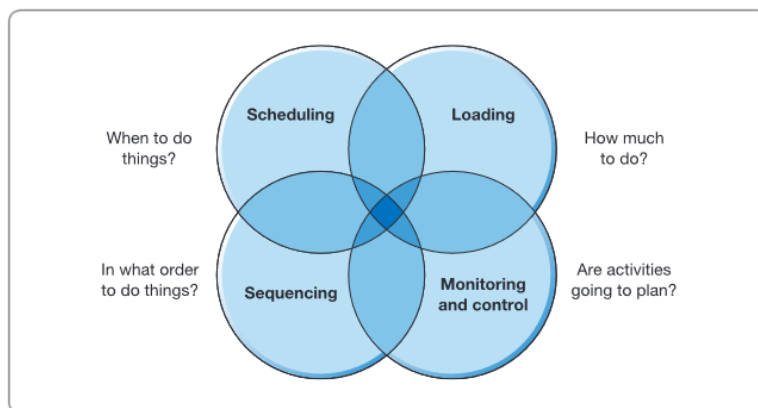 Scheduling
Loading
When to do
things?
How much
to do?
In what order
to do things?
Sequencing
Monitoring
and control
Are activities
going to plan?